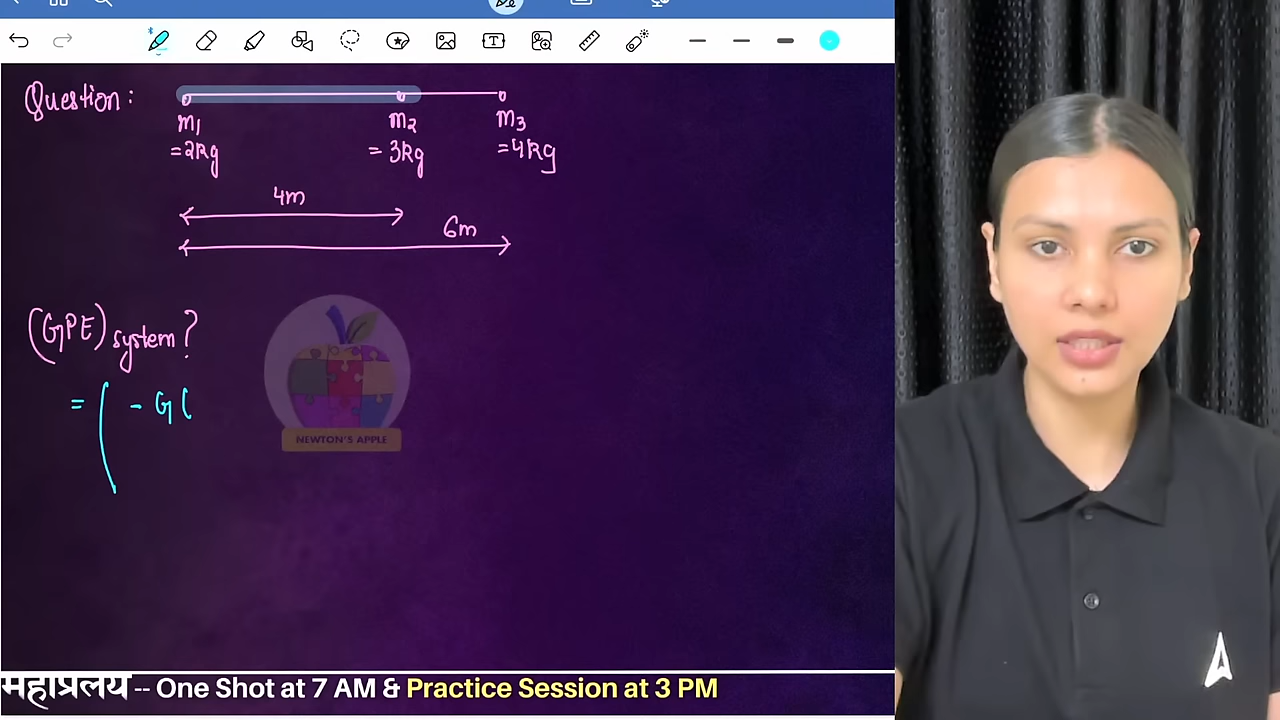 Question:
m1 m2 m3
=2kg = 3kg =4kg
4m
6m
(GPE) system?
= ( - G (
NEWTON'S APPLE
महाप्रलय -- One Shot at 7 AM & Practice Session at 3 PM